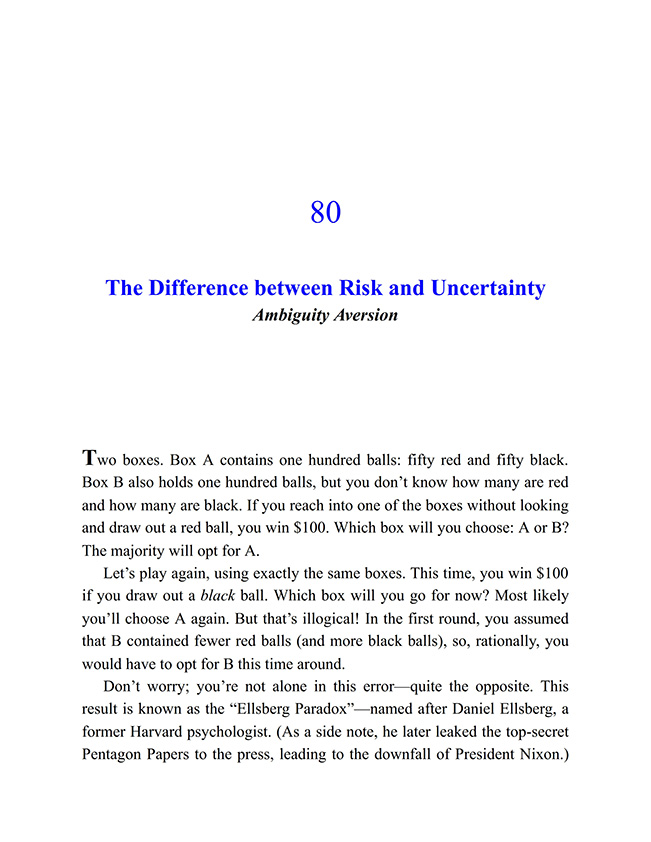 80
The Difference between Risk and Uncertainty
Ambiguity Aversion
Two boxes. Box A contains one hundred balls: fifty red and fifty black.
Box B also holds one hundred balls, but you don’t know how many are red
and how many are black. If you reach into one of the boxes without looking
and draw out a red ball, you win $100. Which box will you choose: A or B?
The majority will opt for A.
Let’s play again, using exactly the same boxes. This time, you win $100
if you draw out a black ball. Which box will you go for now? Most likely
you’ll choose A again. But that’s illogical! In the first round, you assumed
that B contained fewer red balls (and more black balls), so, rationally, you
would have to opt for B this time around.
Don’t worry; you’re not alone in this error—quite the opposite. This
result is known as the “Ellsberg Paradox”—named after Daniel Ellsberg, a
former Harvard psychologist. (As a side note, he later leaked the top-secret
Pentagon Papers to the press, leading to the downfall of President Nixon.)